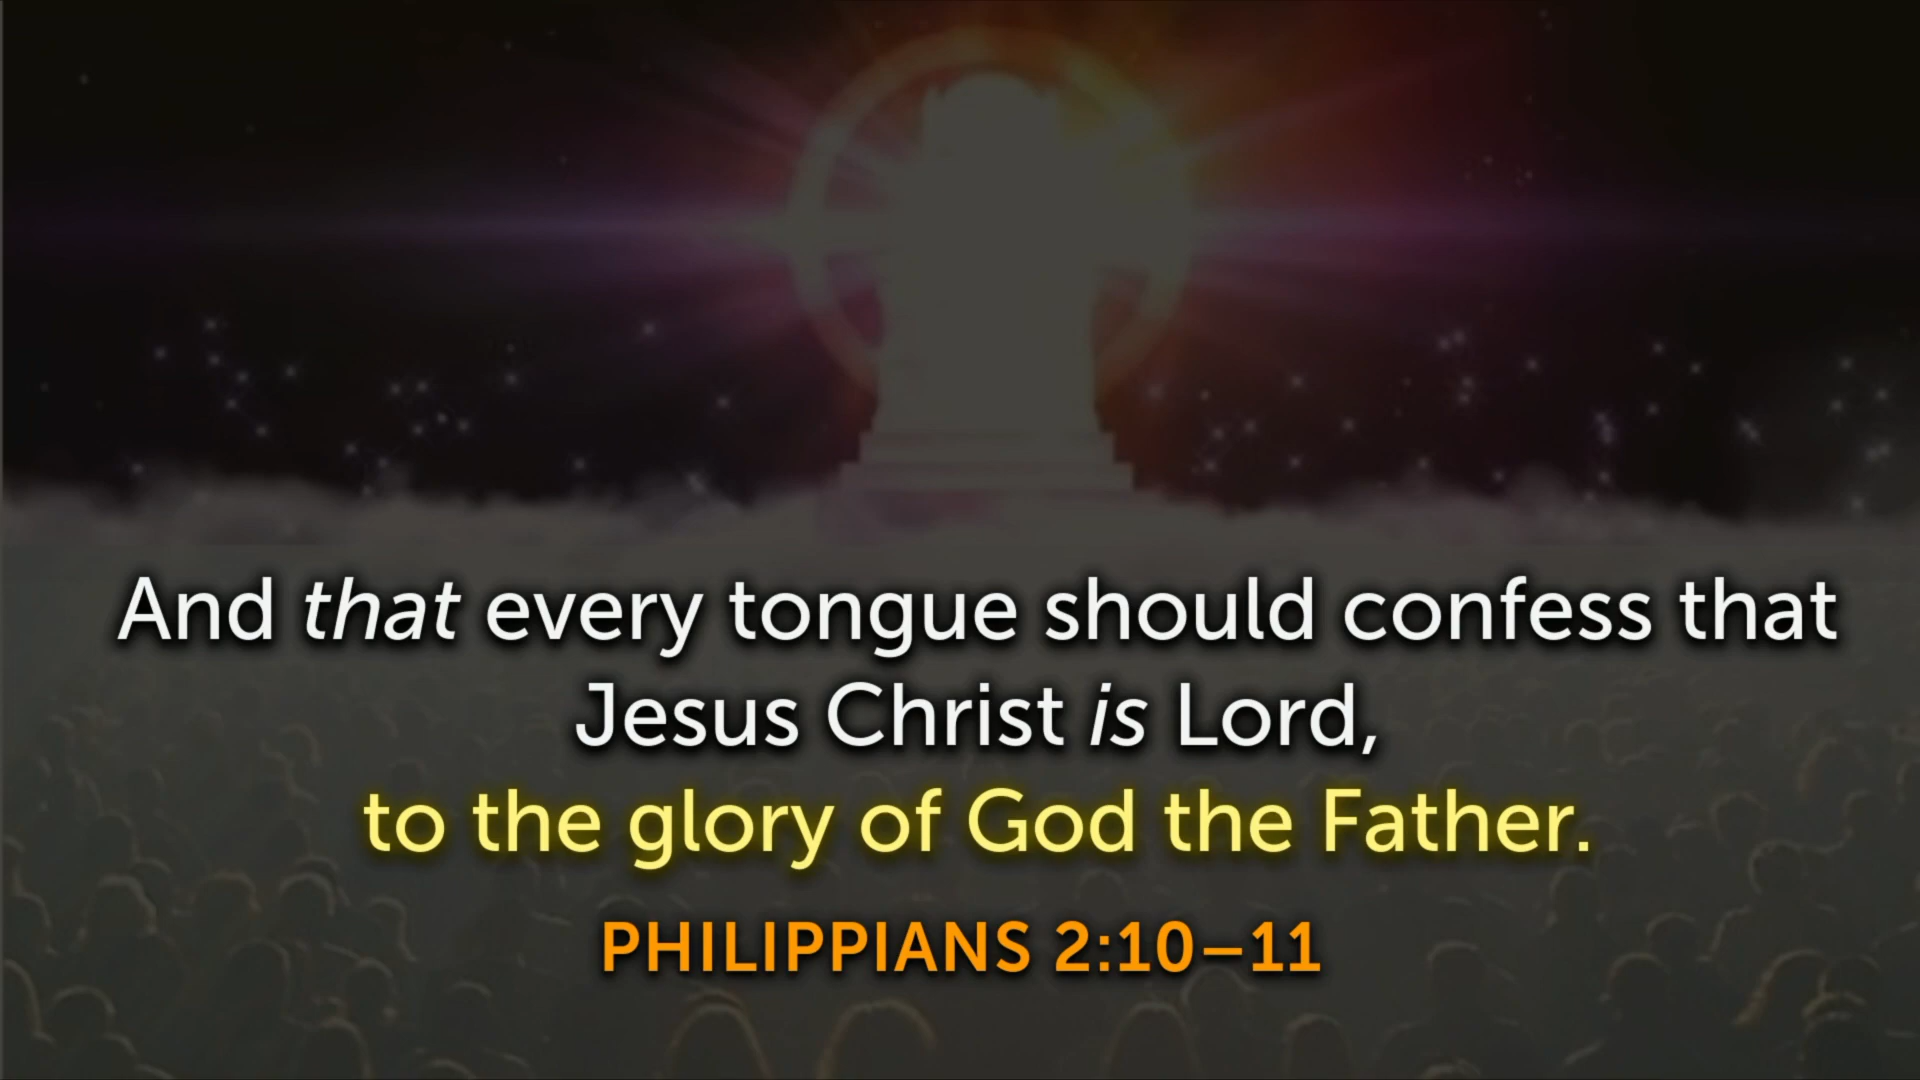 And that every tongue should confess that
Jesus Christ is Lord,
to the glory of God the Father.
PHILIPPIANS 2:10–11